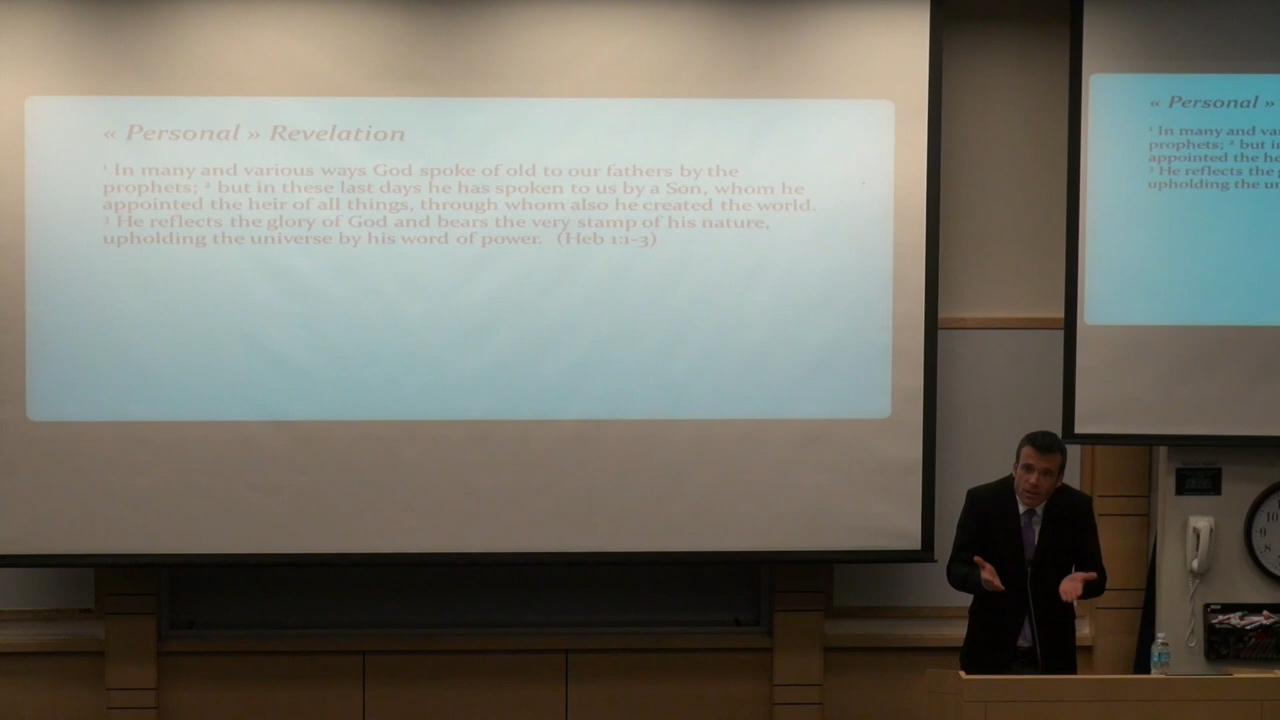 « Personal » Revelation
¹ In many and various ways God spoke of old to our fathers by the
prophets; ² but in these last days he has spoken to us by a Son, whom he
appointed the heir of all things, through whom also he created the world.
³ He reflects the glory of God and bears the very stamp of his nature,
upholding the universe by his word of power. (Heb 1:1-3)
« Personal »
¹ In many and va
prophets; ² but i
appointed the he
³ He reflects the
upholding the un
10
9
8